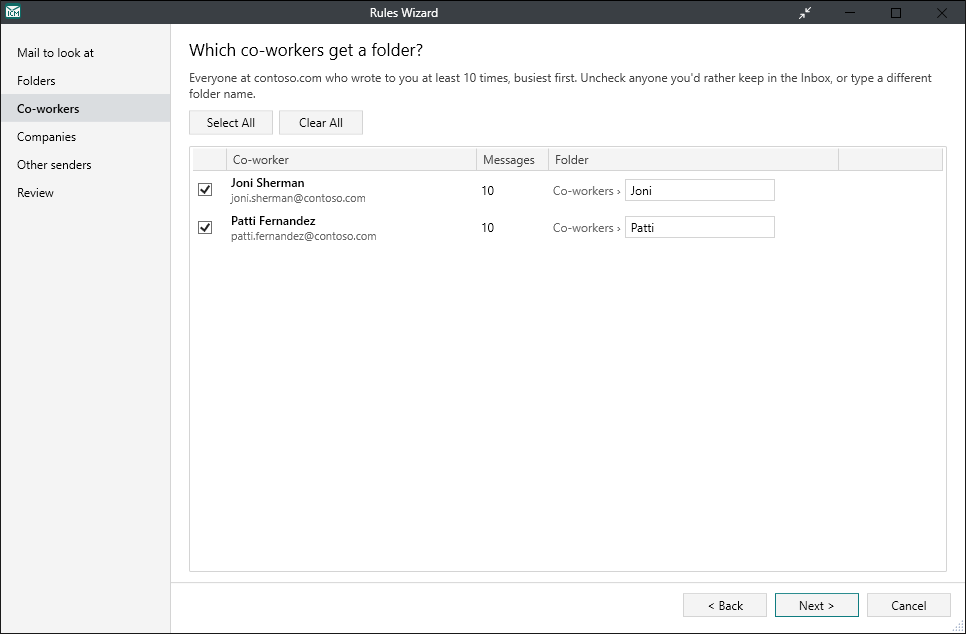 Rules Wizard
Mail to look at
Folders
Co-workers
Companies
Other senders
Review
Which co-workers get a folder?
Everyone at contoso.com who wrote to you at least 10 times, busiest first. Uncheck anyone you'd rather keep in the Inbox, or type a different
folder name.
Select All
Clear All
Co-worker Messages Folder
Joni Sherman
joni.sherman@contoso.com
10
Co-workers › Joni
Patti Fernandez
patti.fernandez@contoso.com
10
Co-workers › Patti
< Back
Next >
Cancel